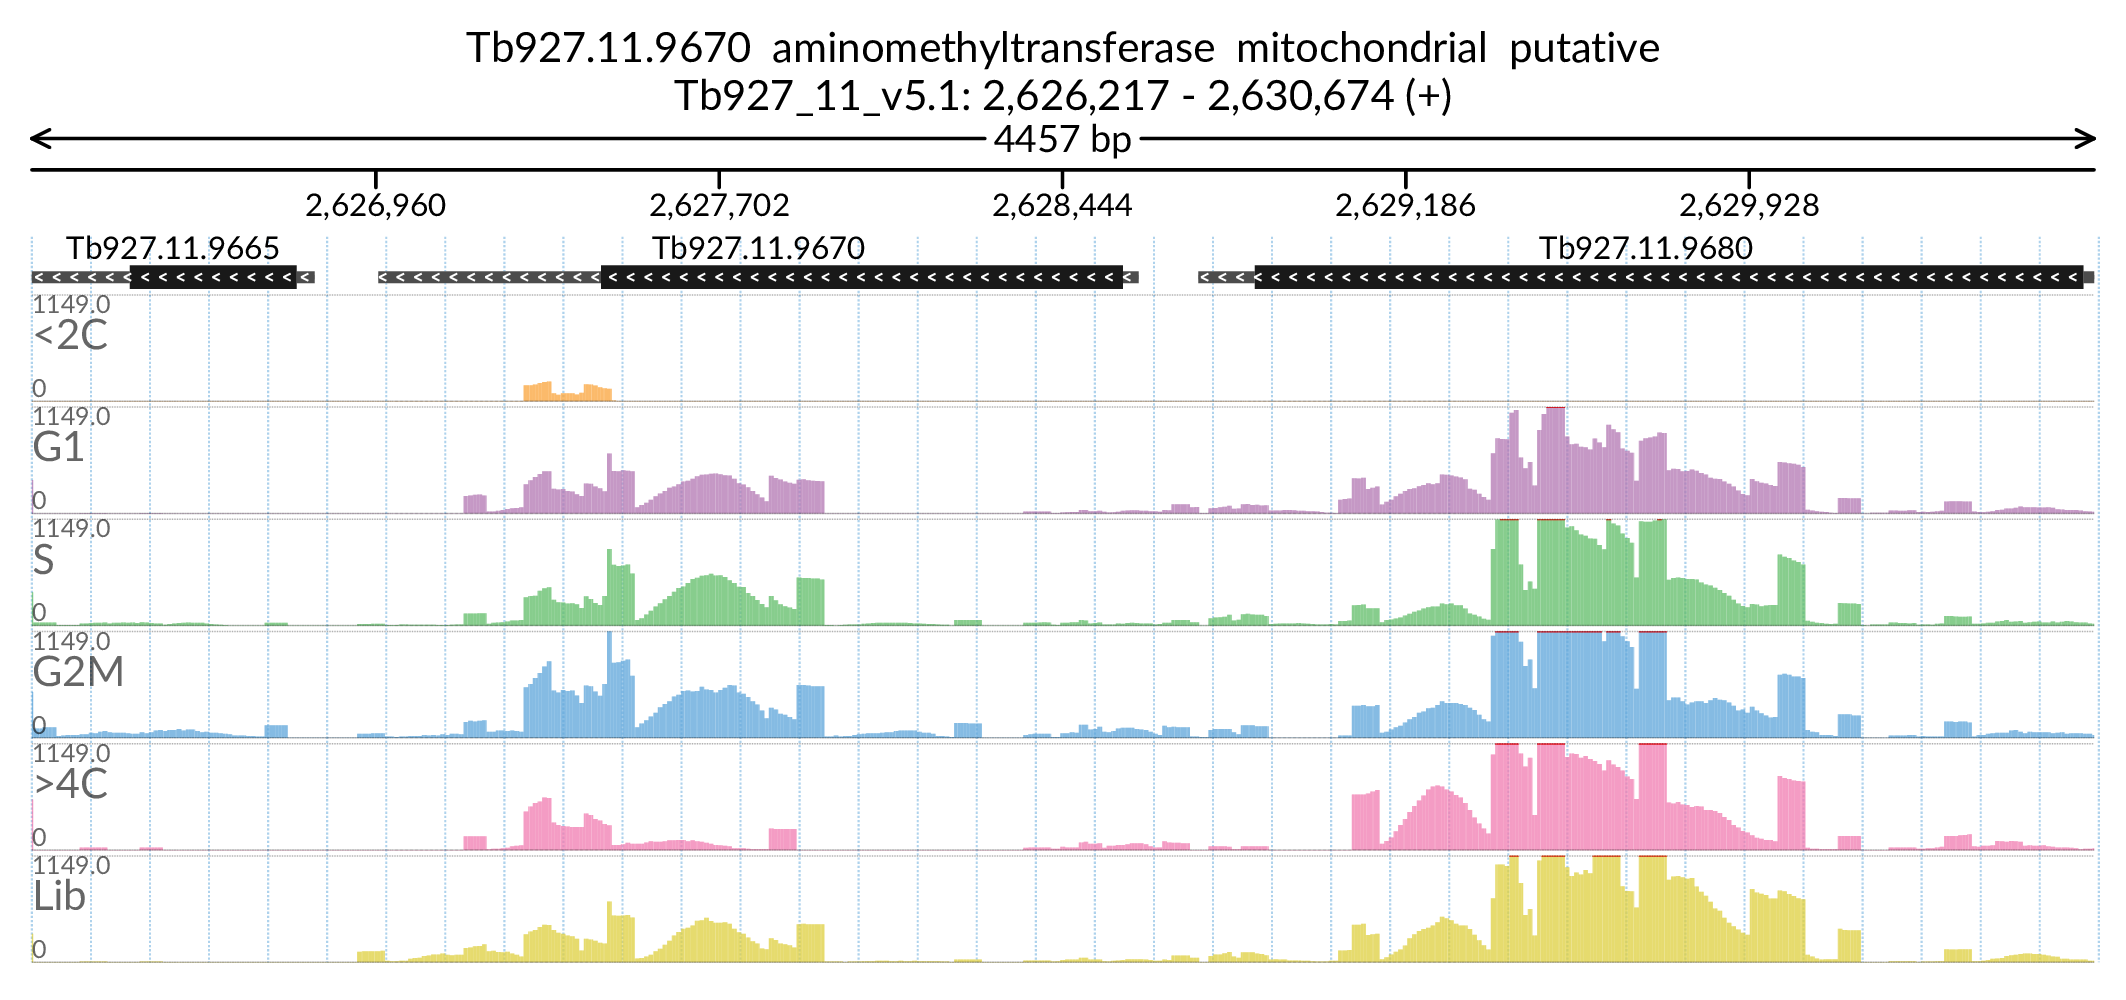 Tb927.11.9670 aminomethyltransferase mitochondrial putative
Tb927_11_v5.1: 2,626,217 - 2,630,674 (+)
4457 bp
2,626,960 2,627,702 2,628,444 2,629,186 2,629,928
Tb927.11.9665 Tb927.11.9670 Tb927.11.9680
1149.0
<2C
0
1149.0
G1
0
1149.0
S
0
1149.0
G2M
0
1149.0
>4C
0
1149.0
Lib
0